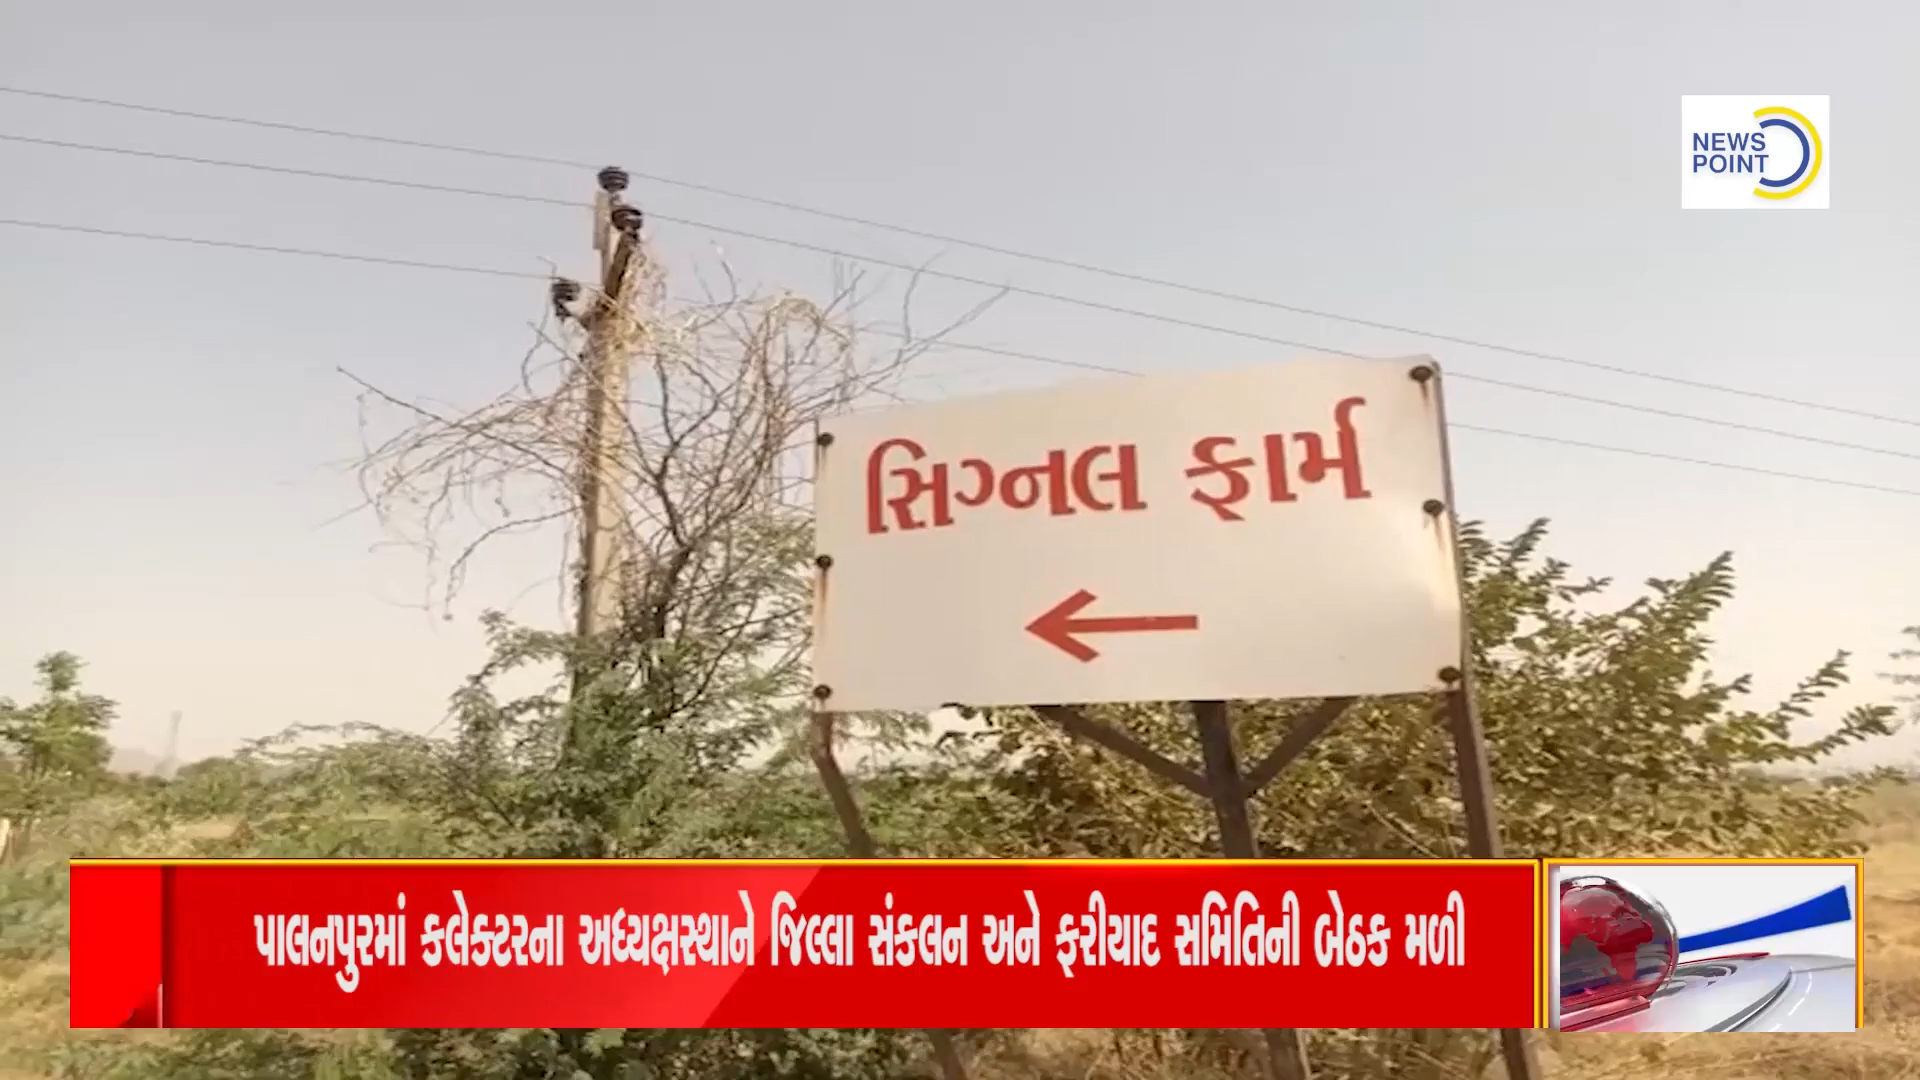 NEWS
POINT
સિગ્નલ ફાર્મ
પાલનપુરમાં કલેક્ટરના અધ્યક્ષસ્થાને જિલ્લા સંકલન અને ફરીયાદ સમિતિની બેઠક મળી